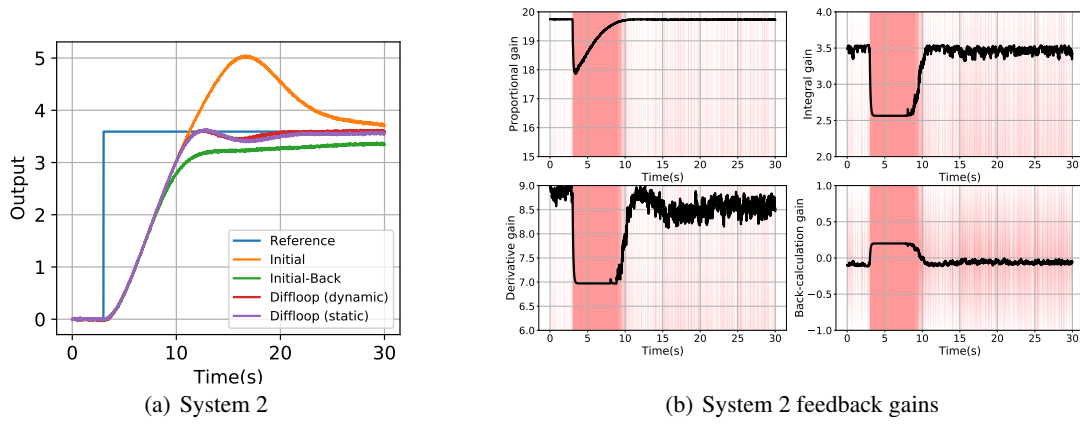 5
4
3
2
1
0
Output
0
10
20
30
Time(s)
Reference
Initial
Initial-Back
Diffloop (dynamic)
Diffloop (static)
(a) System 2
20
19
18
17
16
15
Proportional gain
0 5 10 15 20 25 30
Time(s)
4.0
3.5
3.0
2.5
2.0
Integral gain
0 5 10 15 20 25 30
Time(s)
9.0
8.5
8.0
7.5
7.0
6.5
6.0
Derivative gain
0 5 10 15 20 25 30
Time(s)
1.0
0.5
0.0
−0.5
−1.0
Back-calculation gain
0 5 10 15 20 25 30
Time(s)
(b) System 2 feedback gains